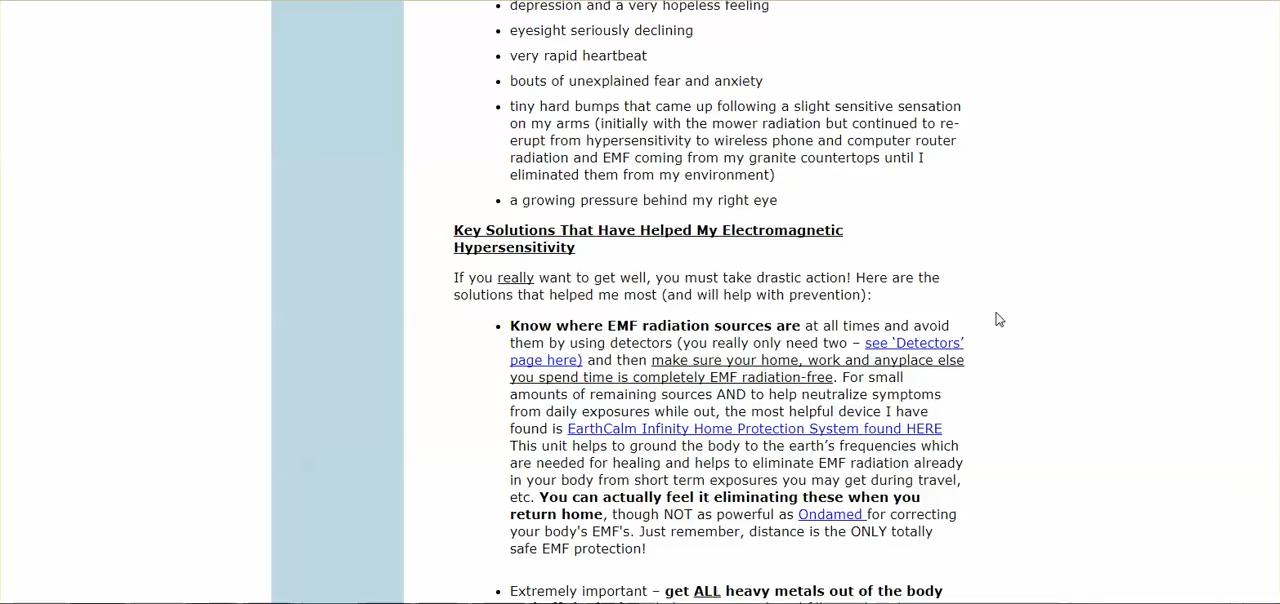 depression and a very hopeless feeling
eyesight seriously declining
very rapid heartbeat
bouts of unexplained fear and anxiety
tiny hard bumps that came up following a slight sensitive sensation
on my arms (initially with the mower radiation but continued to re-
erupt from hypersensitivity to wireless phone and computer router
radiation and EMF coming from my granite countertops until I
eliminated them from my environment)
a growing pressure behind my right eye
Key Solutions That Have Helped My Electromagnetic
Hypersensitivity
If you really want to get well, you must take drastic action! Here are the
solutions that helped me most (and will help with prevention):
Know where EMF radiation sources are at all times and avoid
them by using detectors (you really only need two – see ‘Detectors’
page here) and then make sure your home, work and anyplace else
you spend time is completely EMF radiation-free. For small
amounts of remaining sources AND to help neutralize symptoms
from daily exposures while out, the most helpful device I have
found is EarthCalm Infinity Home Protection System found HERE
This unit helps to ground the body to the earth’s frequencies which
are needed for healing and helps to eliminate EMF radiation already
in your body from short term exposures you may get during travel,
etc. You can actually feel it eliminating these when you
return home, though NOT as powerful as Ondamed for correcting
your body's EMF's. Just remember, distance is the ONLY totally
safe EMF protection!
Extremely important – get ALL heavy metals out of the body